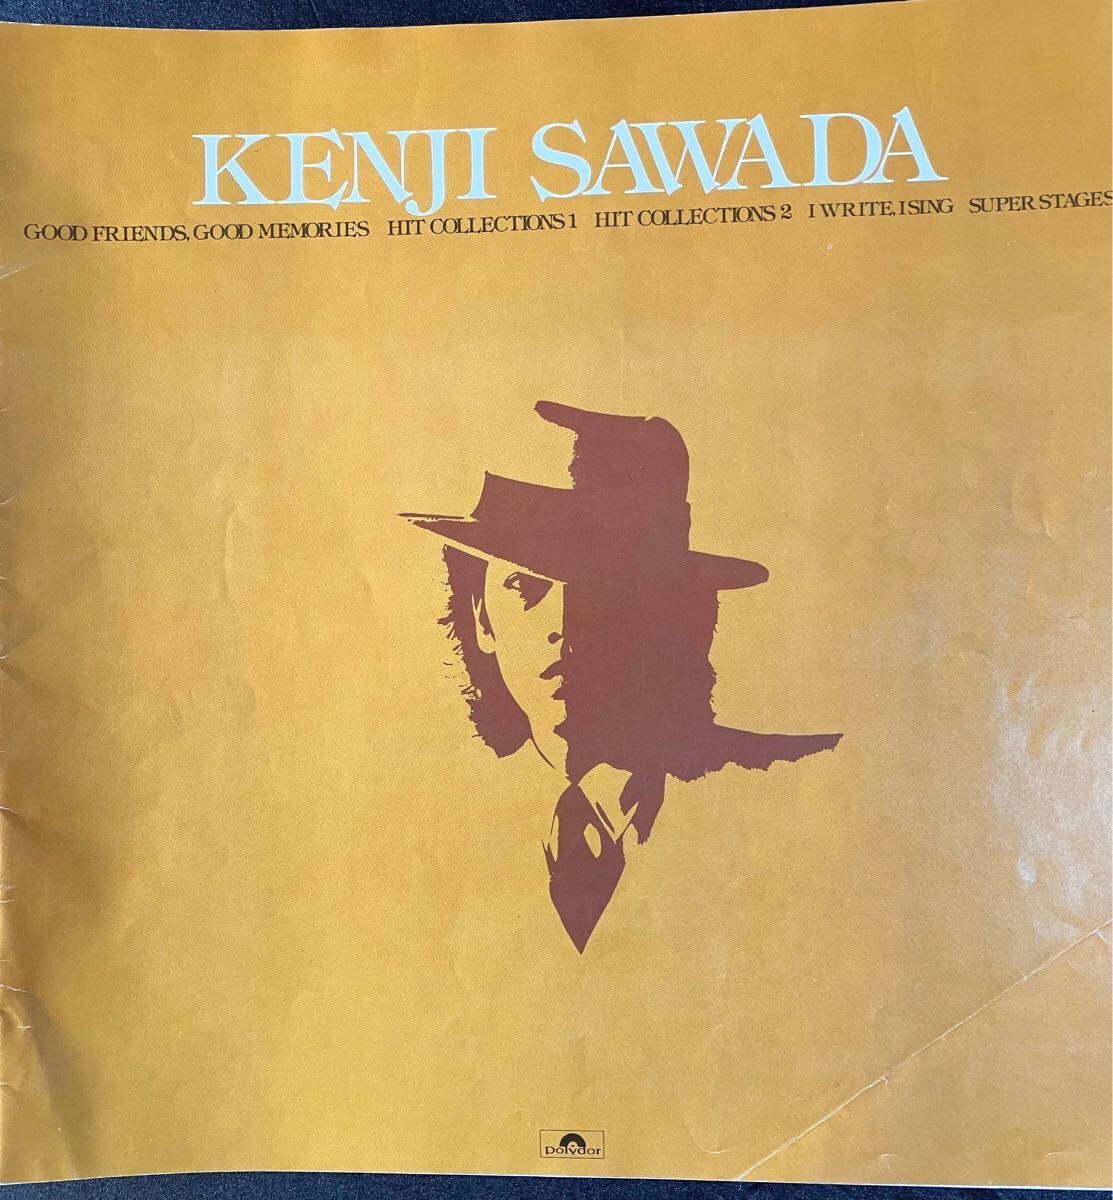 KENJI SAWADA
GOOD FRIENDS, GOOD MEMORIES HIT COLLECTIONS 1 HIT COLLECTIONS 2 I WRITE, I SING SUPER STAGES
polydor